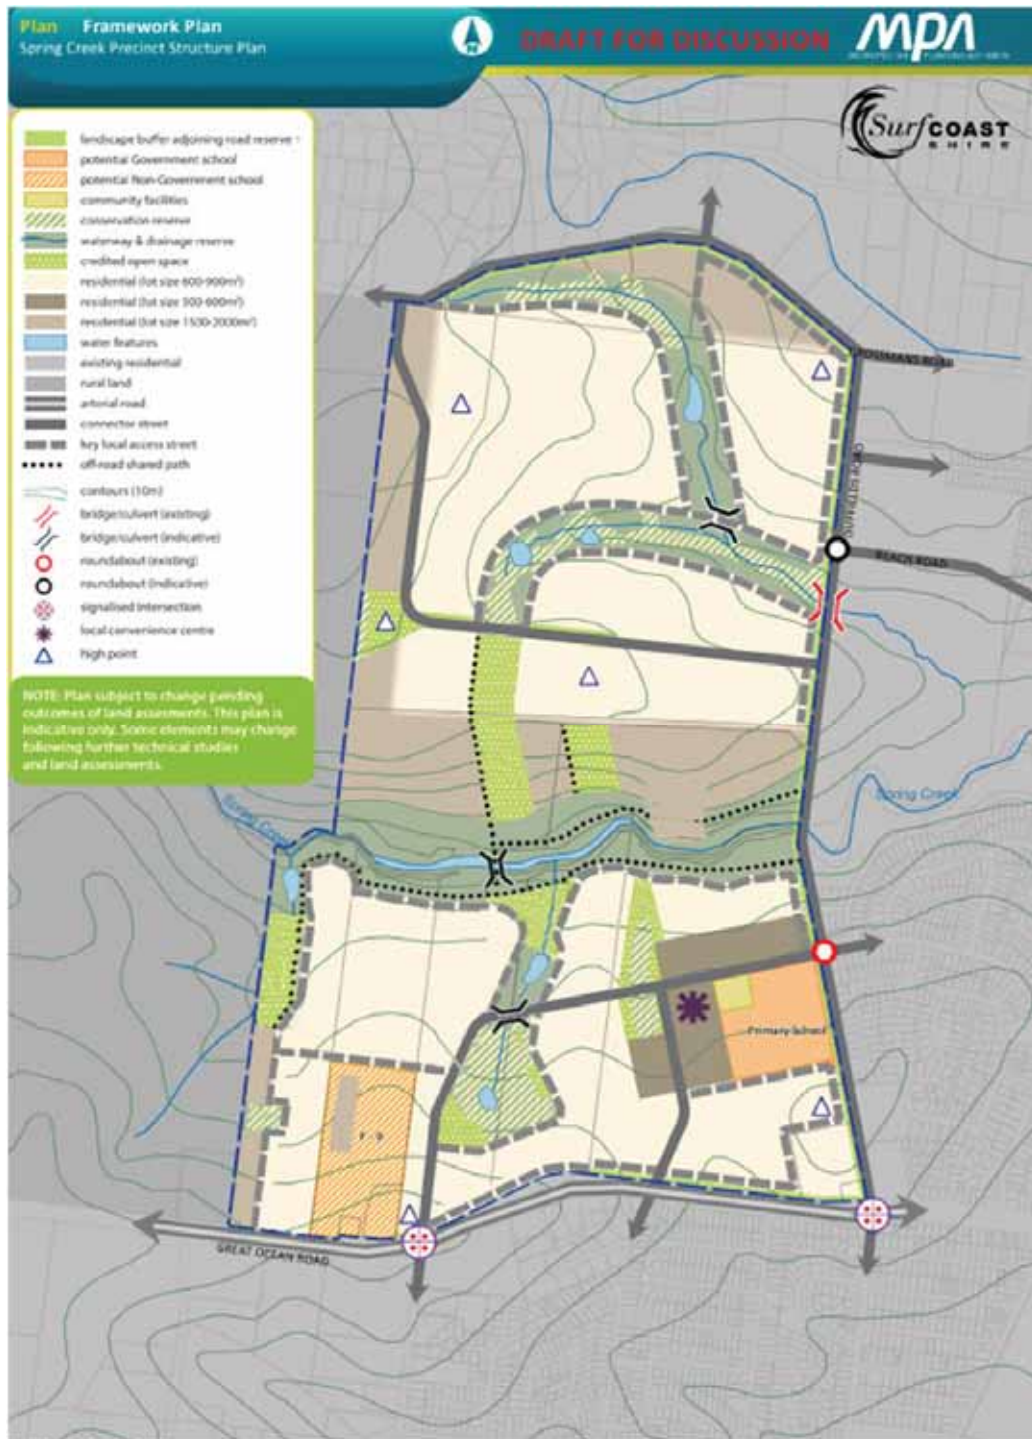 Plan Framework Plan
Spring Creek Precinct Structure Plan
N
DRAFT FOR DISCUSSION
MPA
Surf COAST
SHIRE
landscape buffer adjoining road reserve
potential Government school
potential Non-Government school
community facilities
conservation reserve
waterway & drainage reserve
credited open space
residential (lot size 600-900m²)
residential (lot size 300-600m²)
residential (lot size 1500-2000m²)
water features
existing residential
rural land
arterial road
connector street
key local access street
off-road shared path
contours (10m)
bridge/culvert (existing)
bridge/culvert (indicative)
roundabout (existing)
roundabout (indicative)
signalised intersection
local convenience centre
high point
NOTE: Plan subject to change pending
outcomes of land assesments. This plan is
indicative only. Some elements may change
following further technical studies
and land assessments.
ROAD
BEACH ROAD
Spring Creek
Spring Creek
Primary School
GREAT OCEAN ROAD